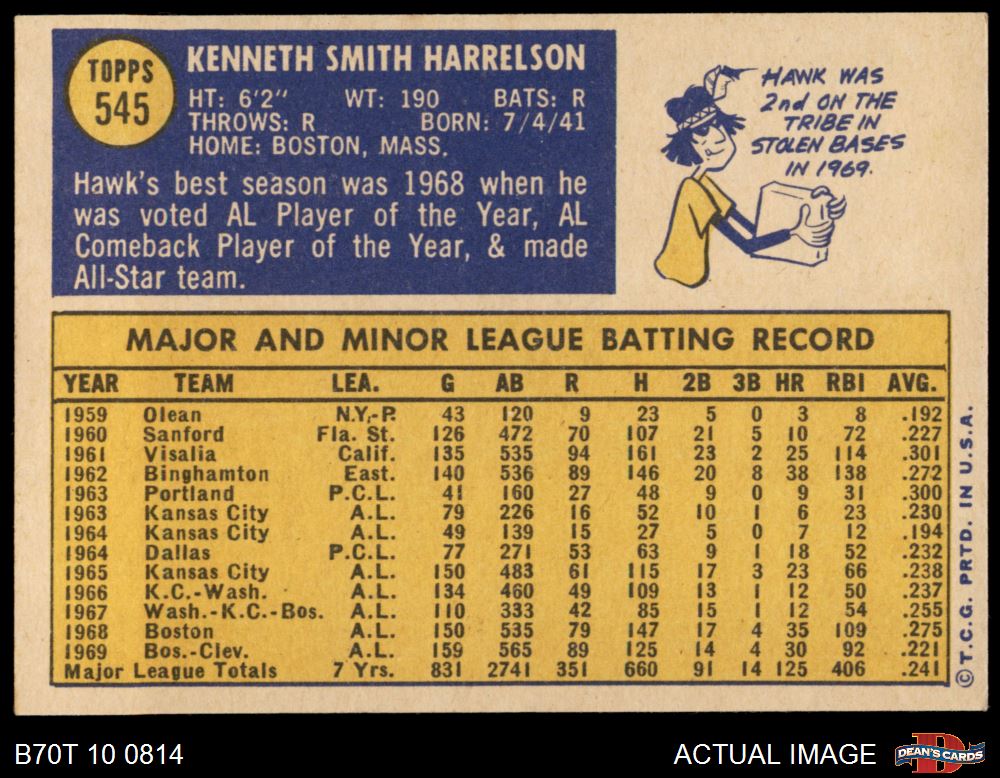 TOPPS
545
KENNETH SMITH HARRELSON
HT: 6'2" WT: 190 BATS: R
THROWS: R BORN: 7/4/41
HOME: BOSTON, MASS.
Hawk's best season was 1968 when he
was voted AL Player of the Year, AL
Comeback Player of the Year, & made
All-Star team.
HAWK WAS
2nd ON THE
TRIBE IN
STOLEN BASES
IN 1969.
MAJOR AND MINOR LEAGUE BATTING RECORD
YEAR TEAM LEA. G AB R H 2B 3B HR RBI AVG.
1959 Olean N.Y.-P. 43 120 9 23 5 0 3 8 .192
1960 Sanford Fla. St. 126 472 70 107 21 5 10 72 .227
1961 Visalia Calif. 135 535 94 161 23 2 25 114 .301
1962 Binghamton East. 140 536 89 146 20 8 38 138 .272
1963 Portland P.C.L. 41 160 27 48 9 0 9 31 .300
1963 Kansas City A.L. 79 226 16 52 10 1 6 23 .230
1964 Kansas City A.L. 49 139 15 27 5 0 7 12 .194
1964 Dallas P.C.L. 77 271 53 63 9 1 18 52 .232
1965 Kansas City A.L. 150 483 61 115 17 3 23 66 .238
1966 K.C.-Wash. A.L. 134 460 49 109 13 1 12 50 .237
1967 Wash.-K.C.-Bos. A.L. 110 333 42 85 15 1 12 54 .255
1968 Boston A.L. 150 535 79 147 17 4 35 109 .275
1969 Bos.-Clev. A.L. 159 565 89 125 14 4 30 92 .221
Major League Totals 7 Yrs. 831 2741 351 660 91 14 125 406 .241
© T.C.G. PRTD. IN U.S.A.
B70T 10 0814
ACTUAL IMAGE
DEAN'S CARDS